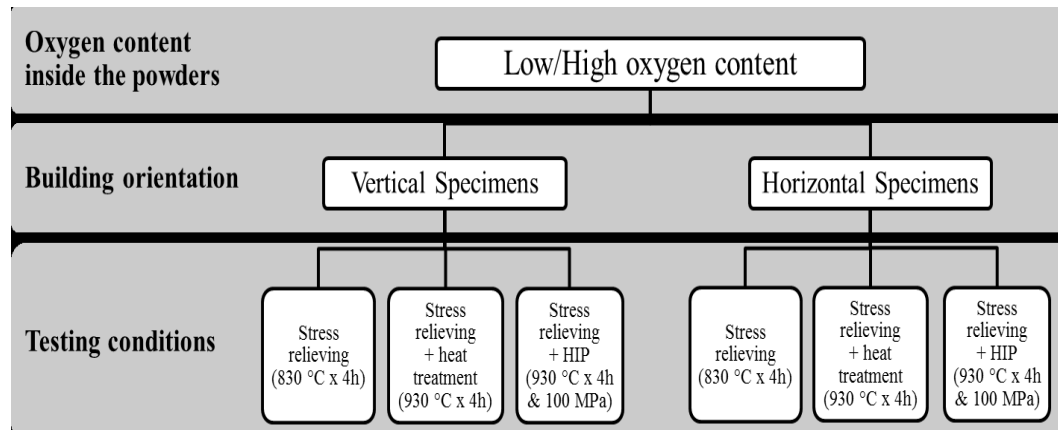 Oxygen content
inside the powders
Low/High oxygen content
Building orientation
Vertical Specimens
Horizontal Specimens
Testing conditions
Stress
relieving
(830 °C x 4h)
Stress
relieving
+ heat
treatment
(930 °C x 4h)
Stress
relieving
+ HIP
(930 °C x 4h
& 100 MPa)
Stress
relieving
(830 °C x 4h)
Stress
relieving
+ heat
treatment
(930 °C x 4h)
Stress
relieving
+ HIP
(930 °C x 4h
& 100 MPa)